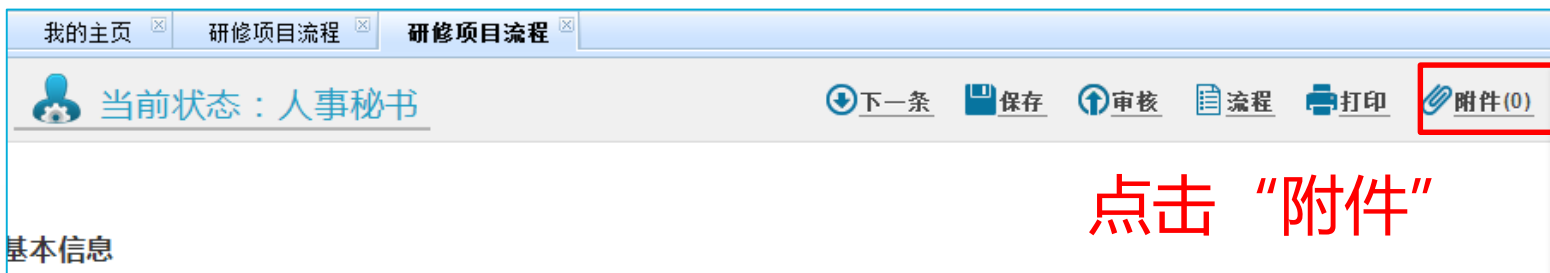 我的主页 研修项目流程 研修项目流程
当前状态：人事秘书 下一条 保存 审核 流程 打印 附件(0)
点击“附件”
基本信息